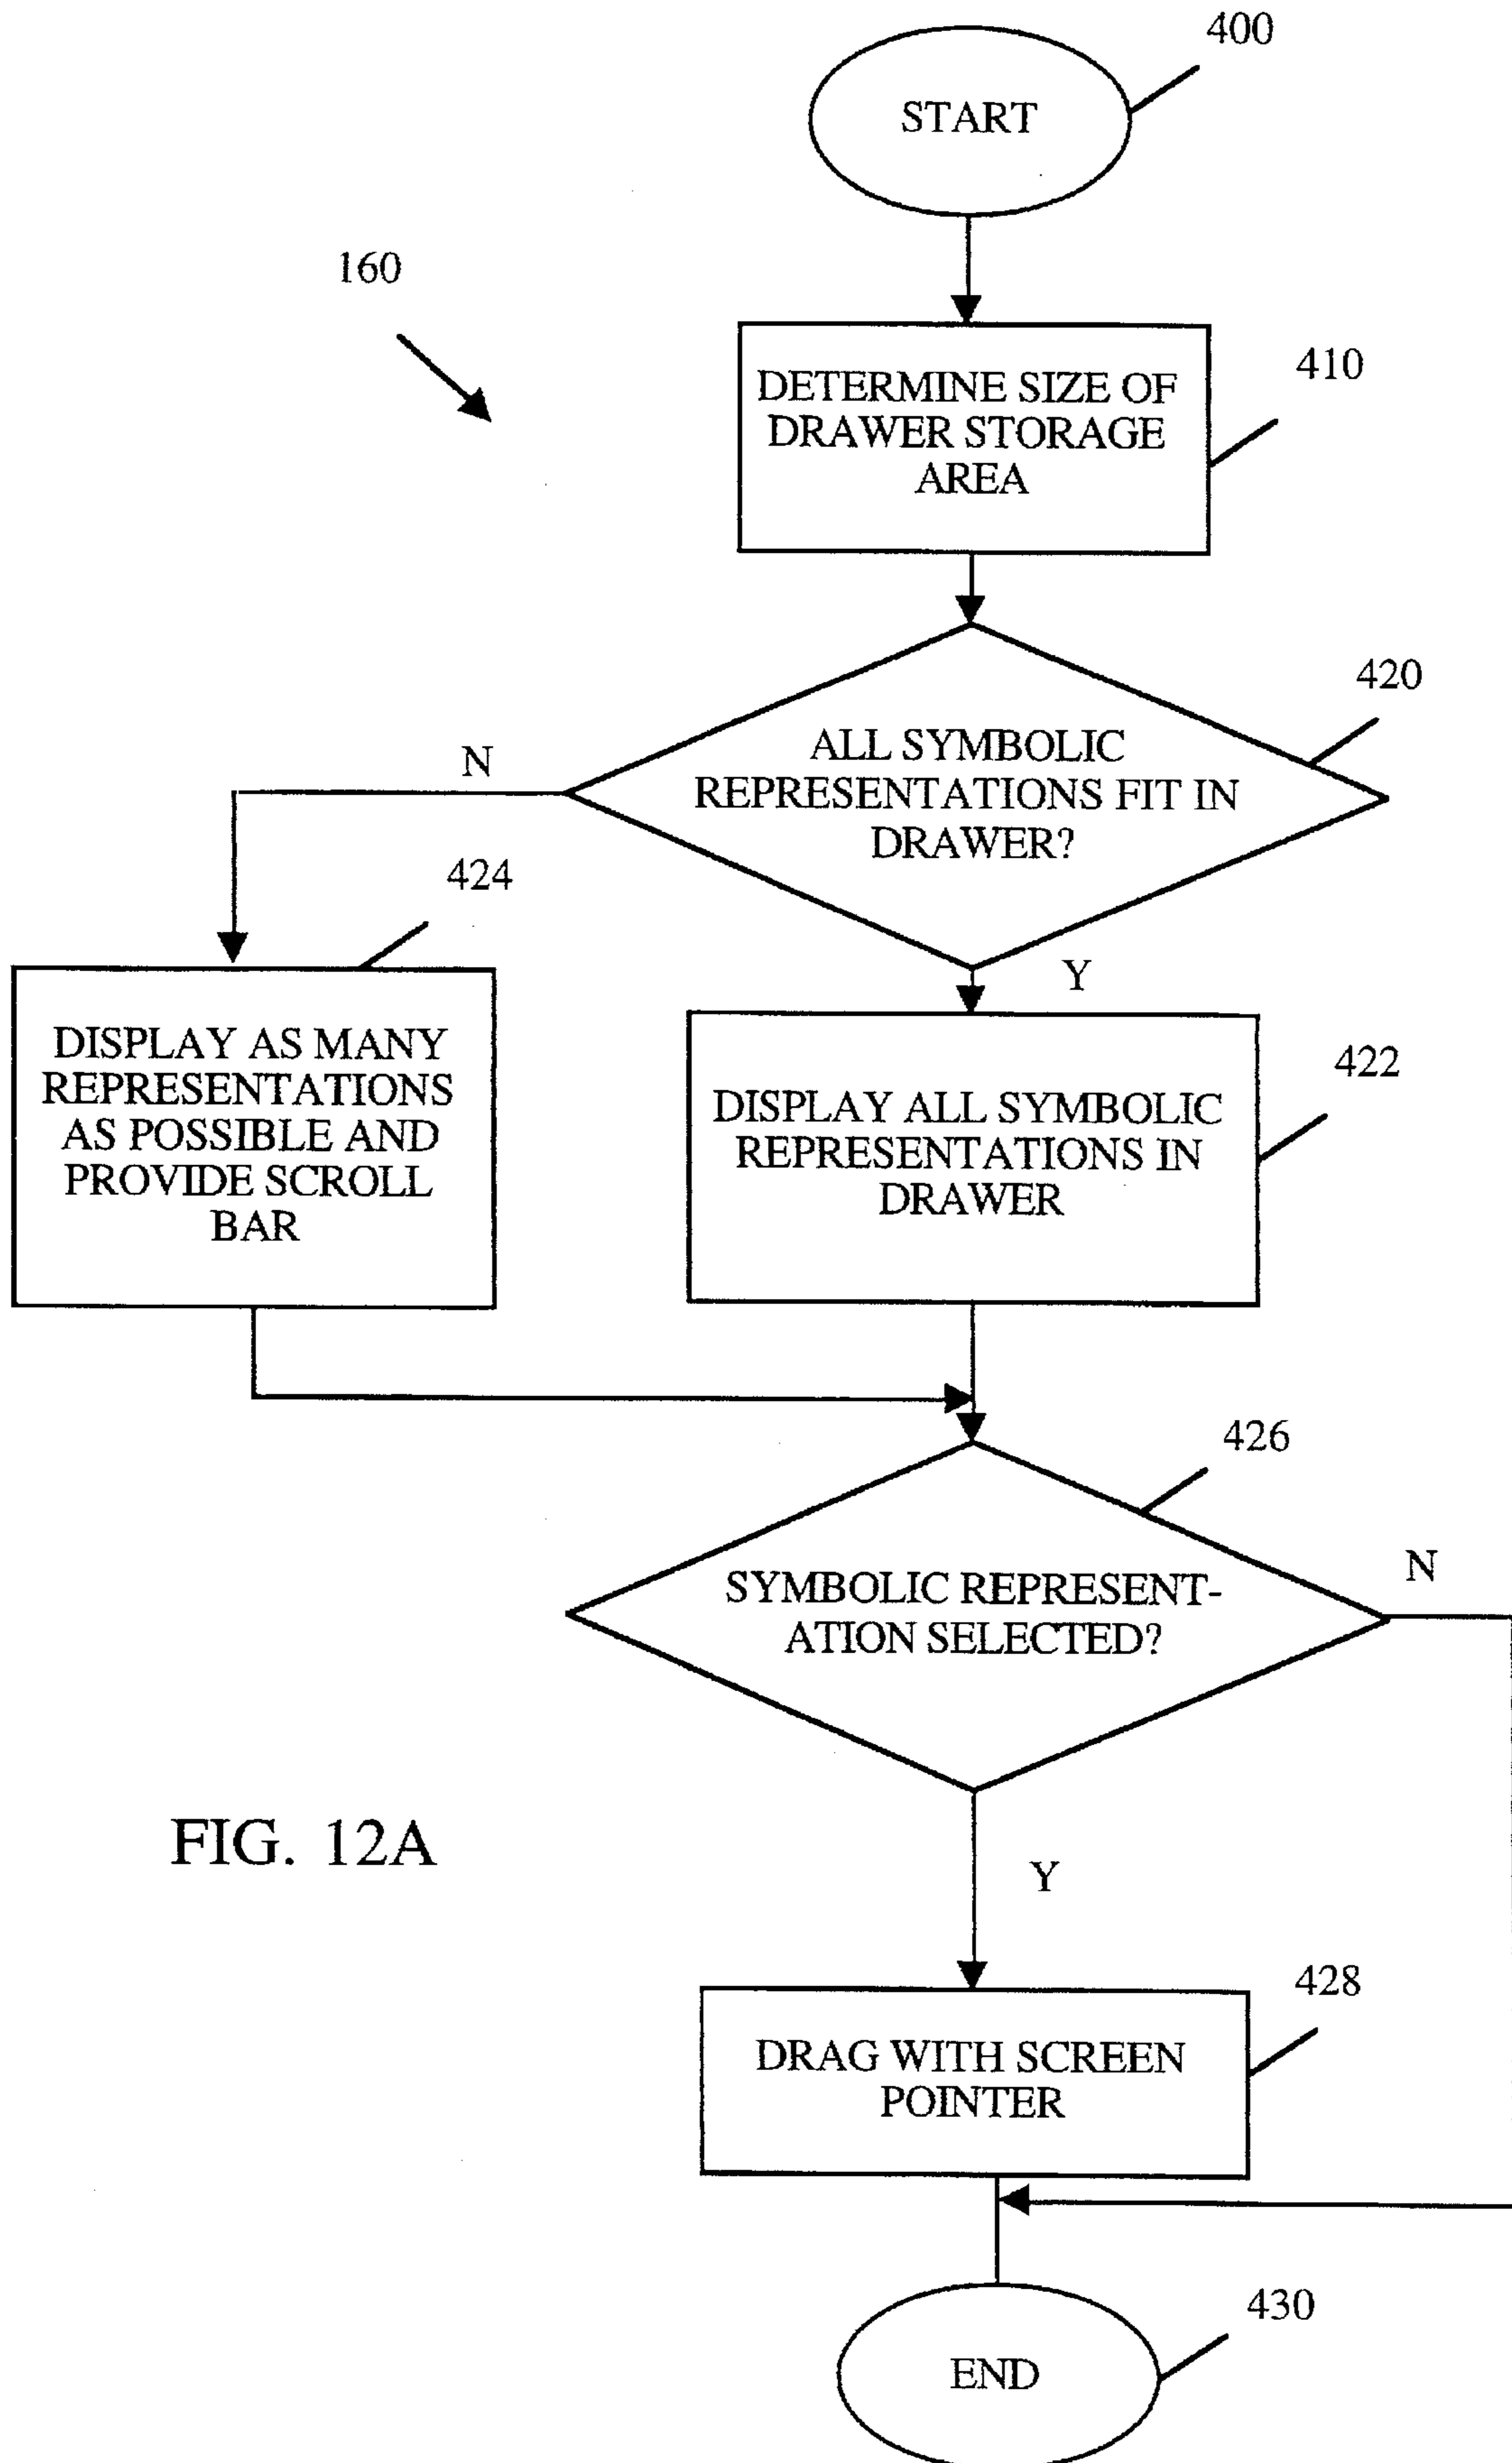 400
START
160
410
DETERMINE SIZE OF
DRAWER STORAGE
AREA
420
ALL SYMBOLIC
REPRESENTATIONS FIT IN
DRAWER?
N
424
Y
DISPLAY AS MANY
REPRESENTATIONS
AS POSSIBLE AND
PROVIDE SCROLL
BAR
422
DISPLAY ALL SYMBOLIC
REPRESENTATIONS IN
DRAWER
426
SYMBOLIC REPRESENT-
ATION SELECTED?
N
FIG. 12A
Y
428
DRAG WITH SCREEN
POINTER
430
END